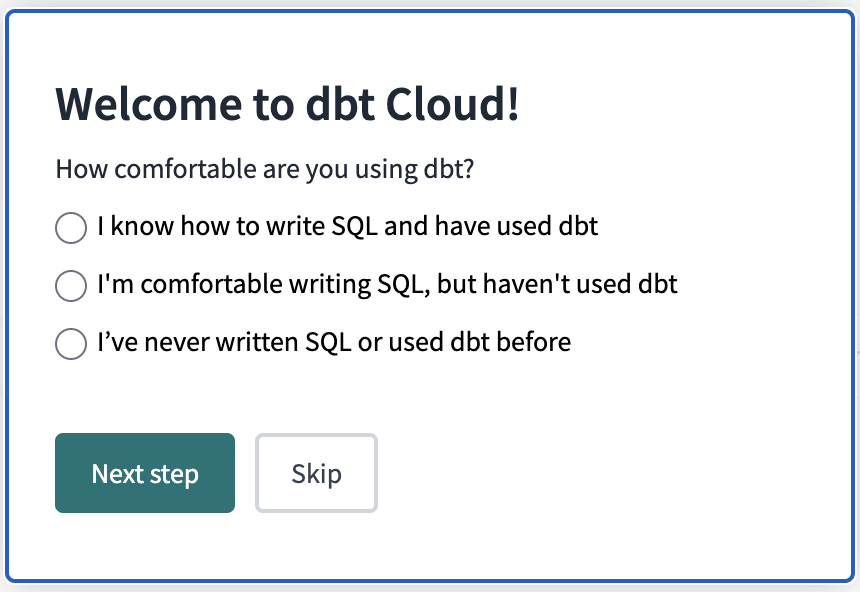 Welcome to dbt Cloud!
How comfortable are you using dbt?
I know how to write SQL and have used dbt
I'm comfortable writing SQL, but haven't used dbt
I’ve never written SQL or used dbt before
Next step
Skip